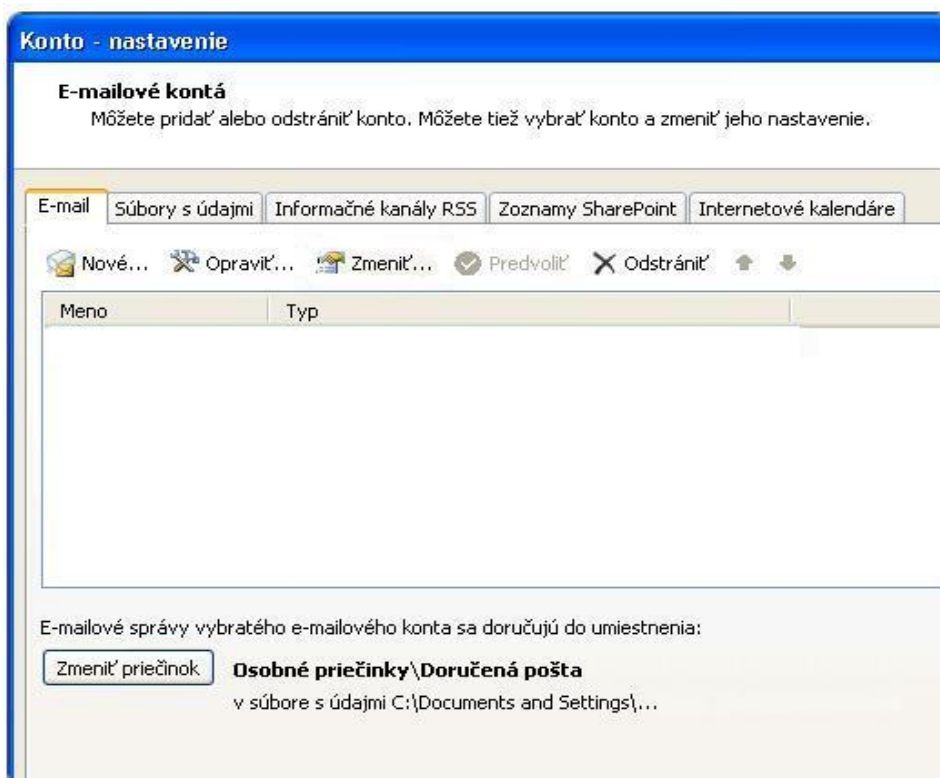 Konto - nastavenie
E-mailové kontá
Môžete pridať alebo odstrániť konto. Môžete tiež vybrať konto a zmeniť jeho nastavenie.
E-mail Súbory s údajmi Informačné kanály RSS Zoznamy SharePoint Internetové kalendáre
Nové... Opraviť... Zmeniť... Predvoliť Odstrániť
Meno Typ
E-mailové správy vybratého e-mailového konta sa doručujú do umiestnenia:
Zmeniť priečinok Osobné priečinky\Doručená pošta
v súbore s údajmi C:\Documents and Settings\...